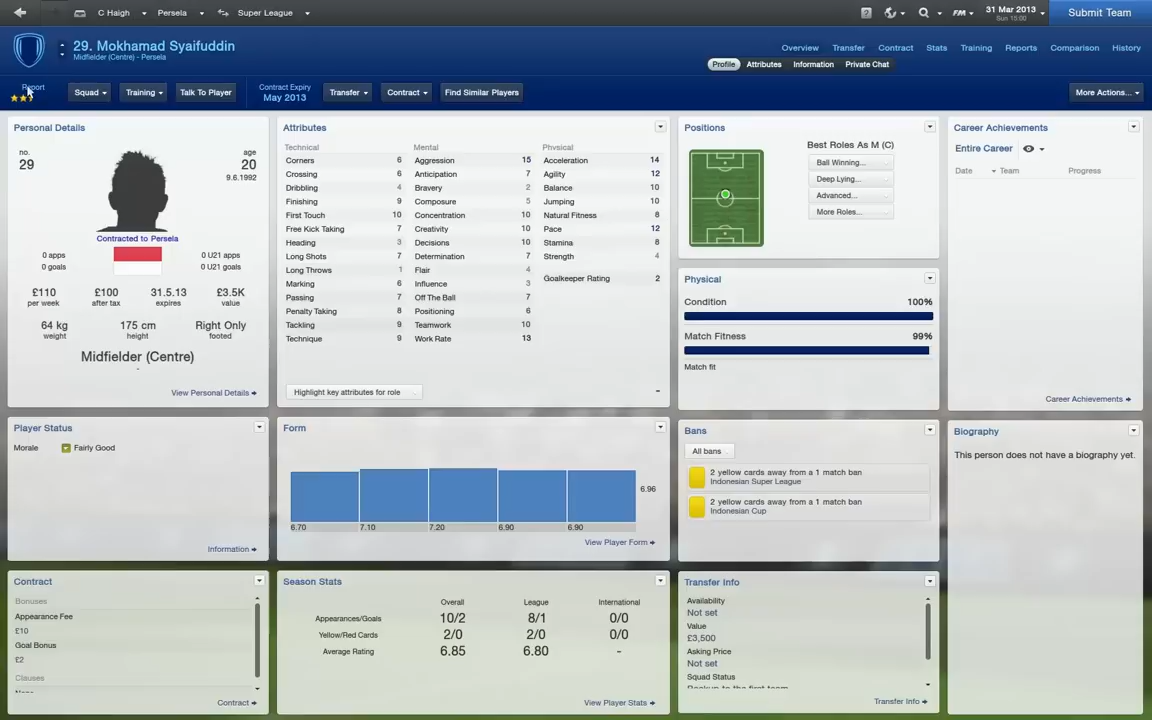 C Haigh
Persela
Super League
FM
31 Mar 2013
Sun 15:00
Submit Team
29. Mokhamad Syaifuddin
Midfielder (Centre) - Persela
Overview
Transfer
Contract
Stats
Training
Reports
Comparison
History
Profile
Attributes
Information
Private Chat
Report
Squad
Training
Talk To Player
Contract Expiry
May 2013
Transfer
Contract
Find Similar Players
More Actions...
Personal Details
no.
29
age
20
9.6.1992
Contracted to Persela
0 apps
0 goals
0 U21 apps
0 U21 goals
£110
per week
£100
after tax
31.5.13
expires
£3.5K
value
64 kg
weight
175 cm
height
Right Only
footed
Midfielder (Centre)
-
View Personal Details
Attributes
Technical
Corners 6
Crossing 6
Dribbling 4
Finishing 9
First Touch 10
Free Kick Taking 7
Heading 3
Long Shots 7
Long Throws 1
Marking 6
Passing 7
Penalty Taking 8
Tackling 9
Technique 9
Mental
Aggression 15
Anticipation 7
Bravery 2
Composure 5
Concentration 10
Creativity 10
Decisions 10
Determination 7
Flair 4
Influence 3
Off The Ball 7
Positioning 6
Teamwork 10
Work Rate 13
Physical
Acceleration 14
Agility 12
Balance 10
Jumping 10
Natural Fitness 8
Pace 12
Stamina 8
Strength 4
Goalkeeper Rating 2
Highlight key attributes for role
-
Positions
Best Roles As M (C)
Ball Winning...
Deep Lying...
Advanced...
More Roles...
Physical
Condition 100%
Match Fitness 99%
Match fit
Career Achievements
Entire Career
Date Team Progress
Career Achievements
Player Status
Morale Fairly Good
Information
Form
6.70 7.10 7.20 6.90 6.90
6.96
View Player Form
Bans
All bans
2 yellow cards away from a 1 match ban
Indonesian Super League
2 yellow cards away from a 1 match ban
Indonesian Cup
Biography
This person does not have a biography yet.
Contract
Bonuses
Appearance Fee
£10
Goal Bonus
£2
Clauses
Contract
Season Stats
Overall League International
Appearances/Goals 10/2 8/1 0/0
Yellow/Red Cards 2/0 2/0 0/0
Average Rating 6.85 6.80 -
View Player Stats
Transfer Info
Availability
Not set
Value
£3,500
Asking Price
Not set
Squad Status
Backup to the first team
Transfer Info